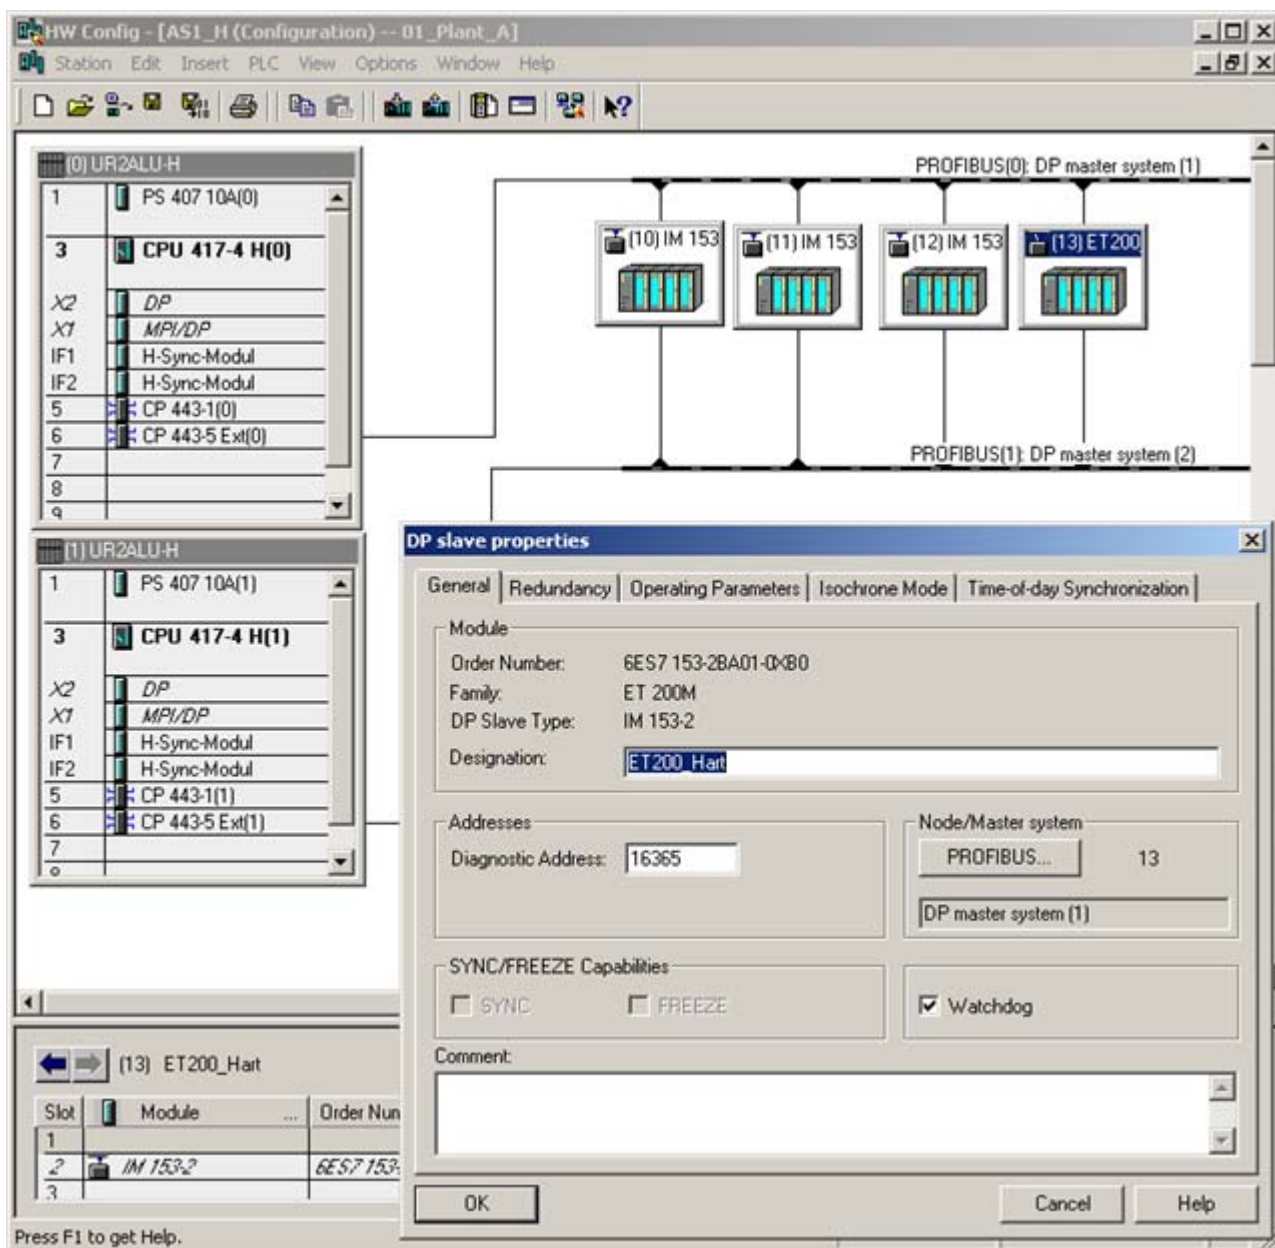 HW Config - [AS1_H (Configuration) -- 01_Plant_A]
Station Edit Insert PLC View Options Window Help
(0) UR2ALU-H
1 PS 407 10A(0)
3 CPU 417-4 H(0)
X2 DP
X1 MPI/DP
IF1 H-Sync-Modul
IF2 H-Sync-Modul
5 CP 443-1(0)
6 CP 443-5 Ext(0)
7
8
9
PROFIBUS(0): DP master system (1)
(10) IM 153 (11) IM 153 (12) IM 153 (13) ET200
PROFIBUS(1): DP master system (2)
(1) UR2ALU-H
1 PS 407 10A(1)
3 CPU 417-4 H(1)
X2 DP
X1 MPI/DP
IF1 H-Sync-Modul
IF2 H-Sync-Modul
5 CP 443-1(1)
6 CP 443-5 Ext(1)
7
DP slave properties
General Redundancy Operating Parameters Isochrone Mode Time-of-day Synchronization
Module
Order Number: 6ES7 153-2BA01-0XB0
Family: ET 200M
DP Slave Type: IM 153-2
Designation: ET200_Hart
Addresses
Diagnostic Address: 16365
Node/Master system
PROFIBUS... 13
DP master system (1)
SYNC/FREEZE Capabilities
SYNC FREEZE
Watchdog
Comment:
OK Cancel Help
(13) ET200_Hart
Slot Module ... Order Num
1
2 IM 153-2 6ES7 153-
3
Press F1 to get Help.